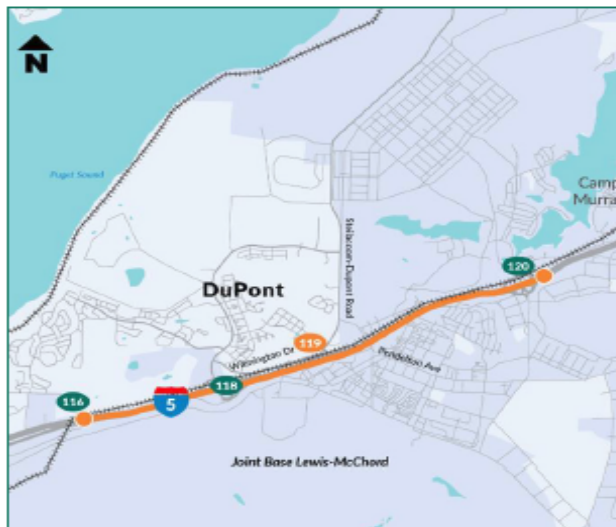 N
Puget Sound
Camp
Murra
Steilacoom-Dupont Road
120
DuPont
119
Wilmington Dr
Pendelton Ave
118
116
5
Joint Base Lewis-McChord